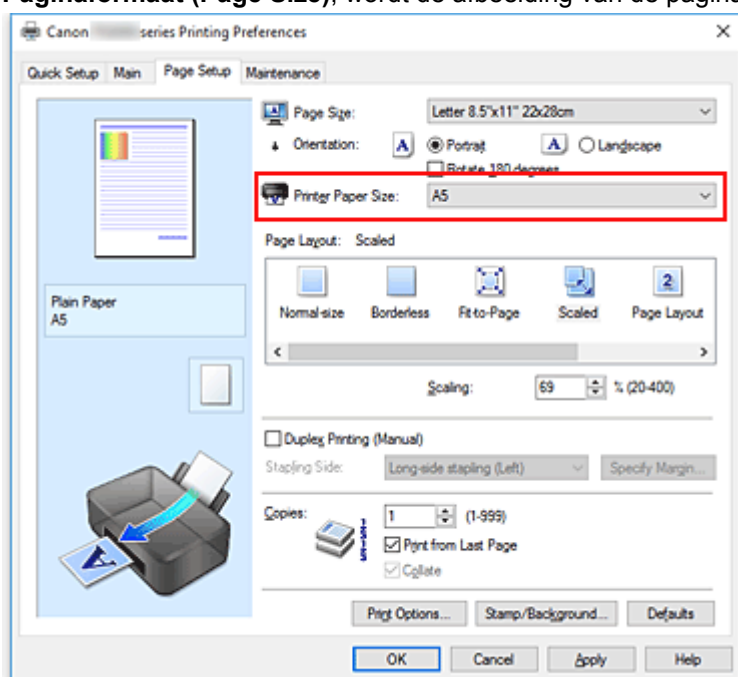 Paginaformaat (Page Size), wordt de afbeelding van de pagina
Canon series Printing Preferences
Quick Setup Main Page Setup Maintenance
Page Size: Letter 8.5"x11" 22x28cm
Orientation: A Portrait A Landscape
Rotate 180 degrees
Printer Paper Size: A5
Page Layout: Scaled
Normal-size Borderless Fit-to-Page Scaled 2 Page Layout
Plain Paper
A5
Scaling: 69 % (20-400)
Duplex Printing (Manual)
Stapling Side: Long-side stapling (Left) Specify Margin...
Copies: 1 (1-999)
Print from Last Page
Collate
Print Options... Stamp/Background... Defaults
OK Cancel Apply Help